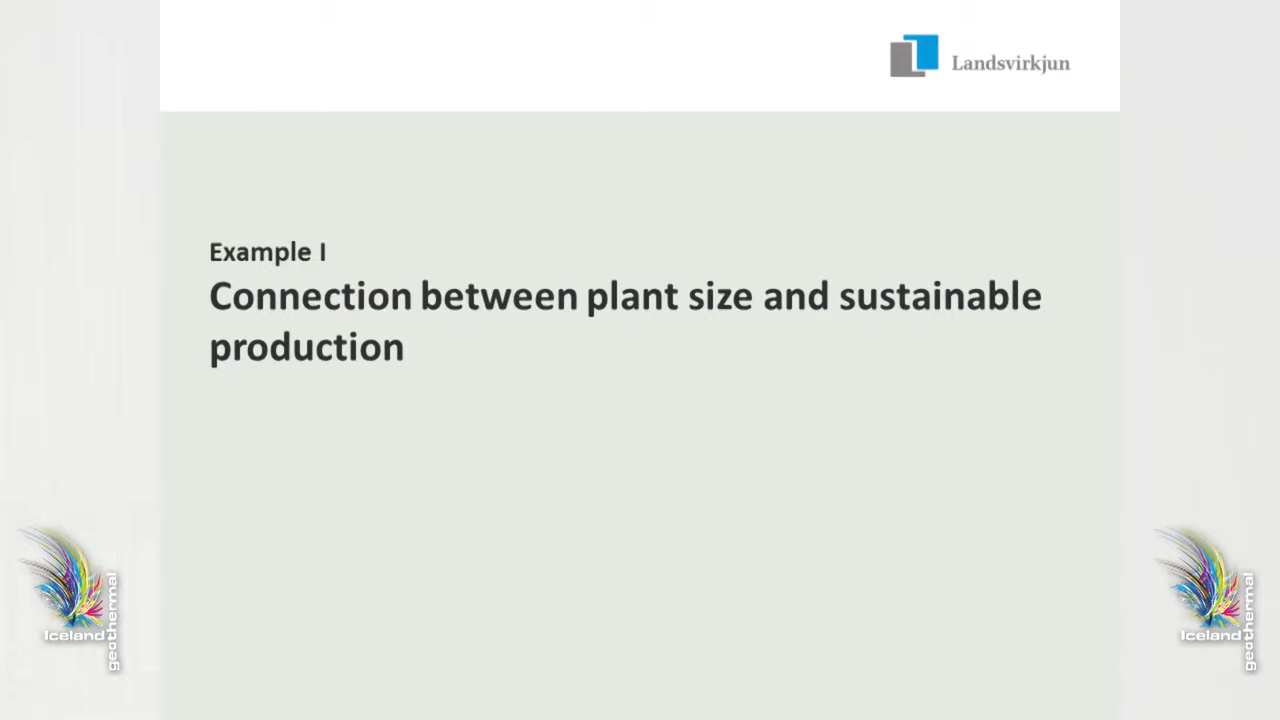 Landsvirkjun
Example I
Connection between plant size and sustainable
production
Iceland
geothermal
Iceland
geothermal